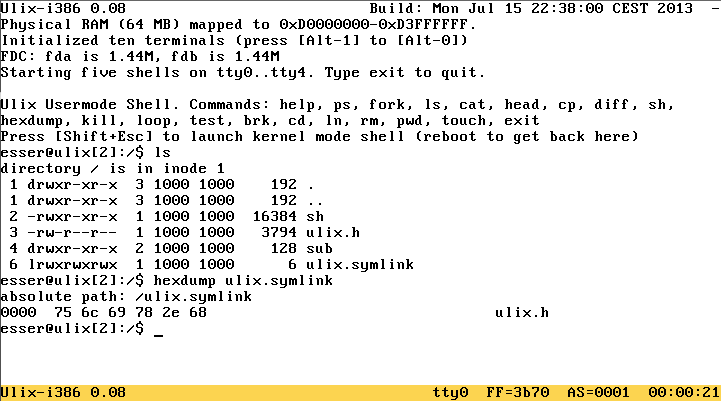 Ulix-i386 0.08 Build: Mon Jul 15 22:38:00 CEST 2013 -
Physical RAM (64 MB) mapped to 0xD0000000-0xD3FFFFFF.
Initialized ten terminals (press [Alt-1] to [Alt-0])
FDC: fda is 1.44M, fdb is 1.44M
Starting five shells on tty0..tty4. Type exit to quit.
Ulix Usermode Shell. Commands: help, ps, fork, ls, cat, head, cp, diff, sh,
hexdump, kill, loop, test, brk, cd, ln, rm, pwd, touch, exit
Press [Shift+Esc] to launch kernel mode shell (reboot to get back here)
esser@ulix[2]:/$ ls
directory / is in inode 1
1 drwxr-xr-x 3 1000 1000 192 .
1 drwxr-xr-x 3 1000 1000 192 ..
2 -rwxr-xr-x 1 1000 1000 16384 sh
3 -rw-r--r-- 1 1000 1000 3794 ulix.h
4 drwxr-xr-x 2 1000 1000 128 sub
6 lrwxrwxrwx 1 1000 1000 6 ulix.symlink
esser@ulix[2]:/$ hexdump ulix.symlink
absolute path: /ulix.symlink
0000 75 6c 69 78 2e 68 ulix.h
esser@ulix[2]:/$ _
Ulix-i386 0.08 tty0 FF=3b70 AS=0001 00:00:21